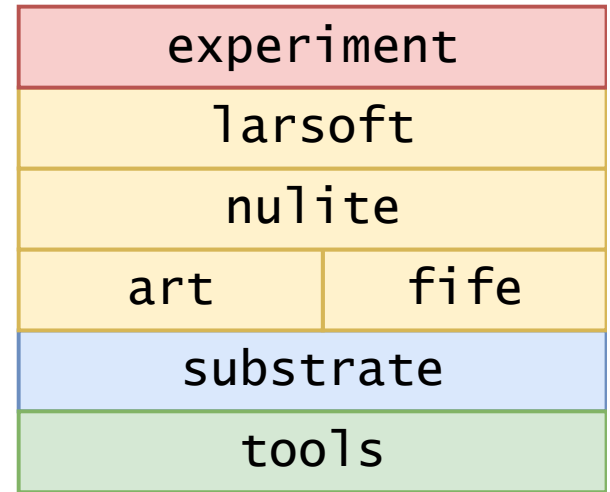 experiment
larsoft
nulite
art fife
substrate
tools